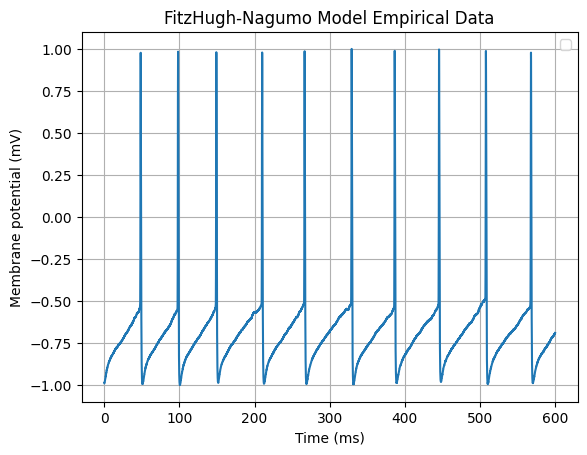 FitzHugh-Nagumo Model Empirical Data
1.00
0.75
0.50
0.25
0.00
−0.25
−0.50
−0.75
−1.00
Membrane potential (mV)
0 100 200 300 400 500 600
Time (ms)